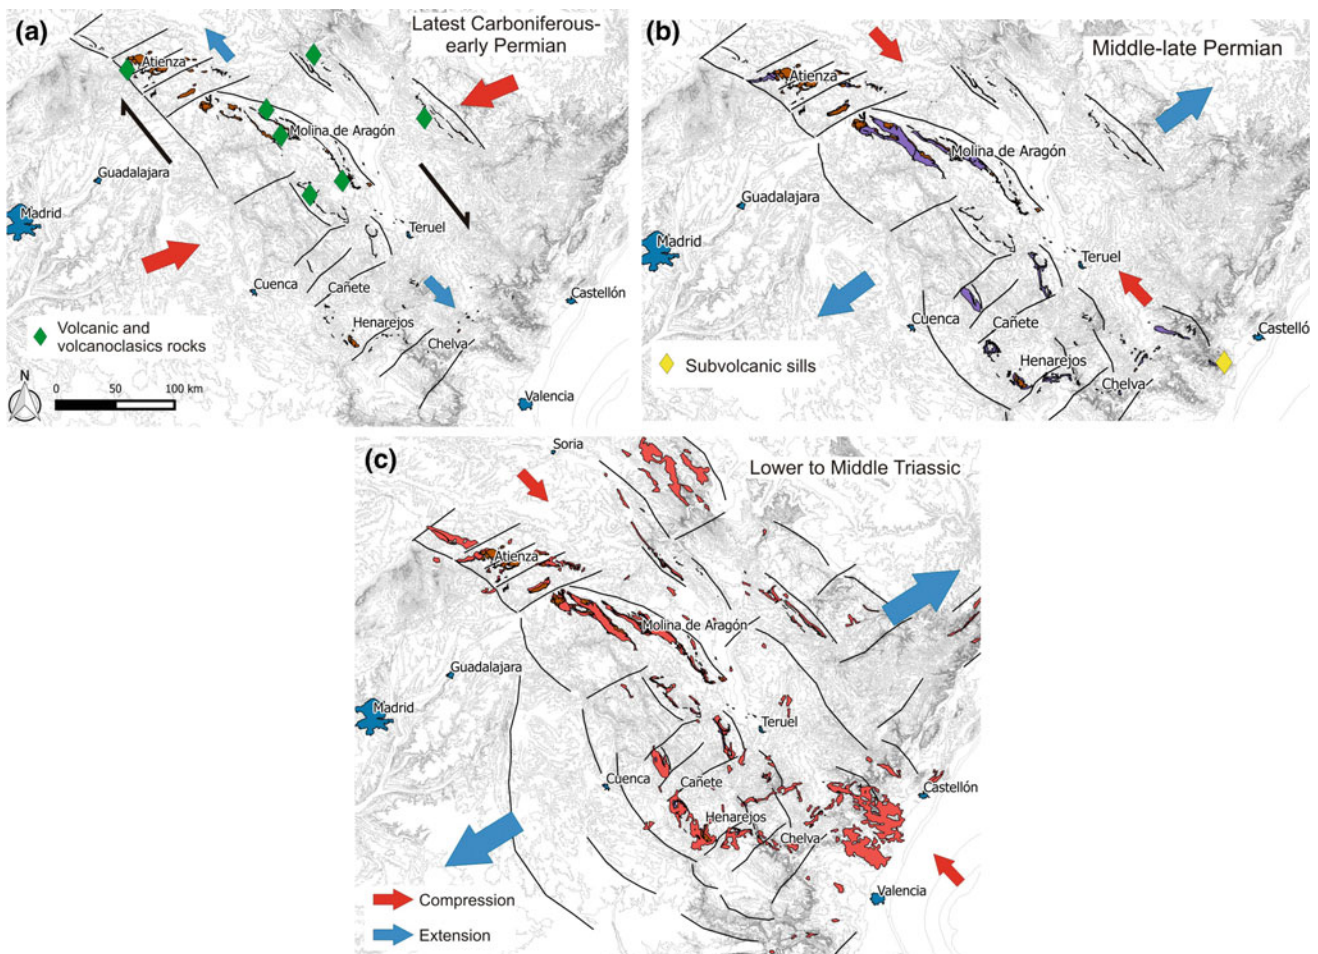 (a)
Latest Carboniferous-
early Permian
Atienza
Molina de Aragón
Guadalajara
Madrid
Teruel
Cuenca
Cañete
Castellón
Henarejos
Chelva
Valencia
Volcanic and
volcanoclasics rocks
N
0 50 100 km
(b)
Middle-late Permian
Atienza
Molina de Aragón
Guadalajara
Madrid
Teruel
Cuenca
Cañete
Castelló
Henarejos
Chelva
Subvolcanic sills
(c)
Soria
Lower to Middle Triassic
Atienza
Molina de Aragón
Guadalajara
Madrid
Teruel
Cuenca
Cañete
Castellón
Henarejos
Chelva
Valencia
Compression
Extension